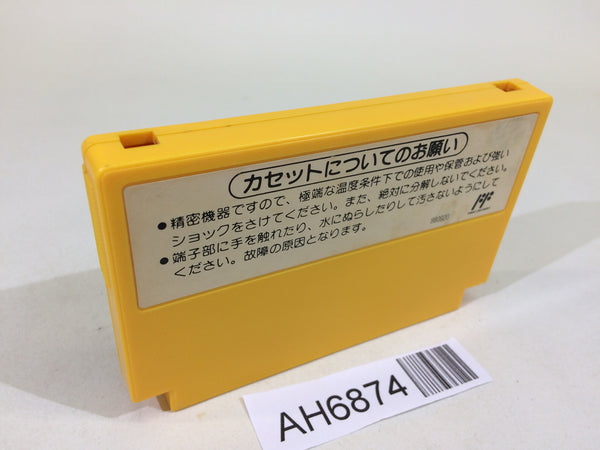 カセットについてのお願い
●精密機器ですので、極端な温度条件下での使用や保管および強い
ショックをさけてください。また、絶対に分解しないでください。
●端子部に手を触れたり、水にぬらしたりして汚さないようにして
ください。故障の原因となります。
AH6874